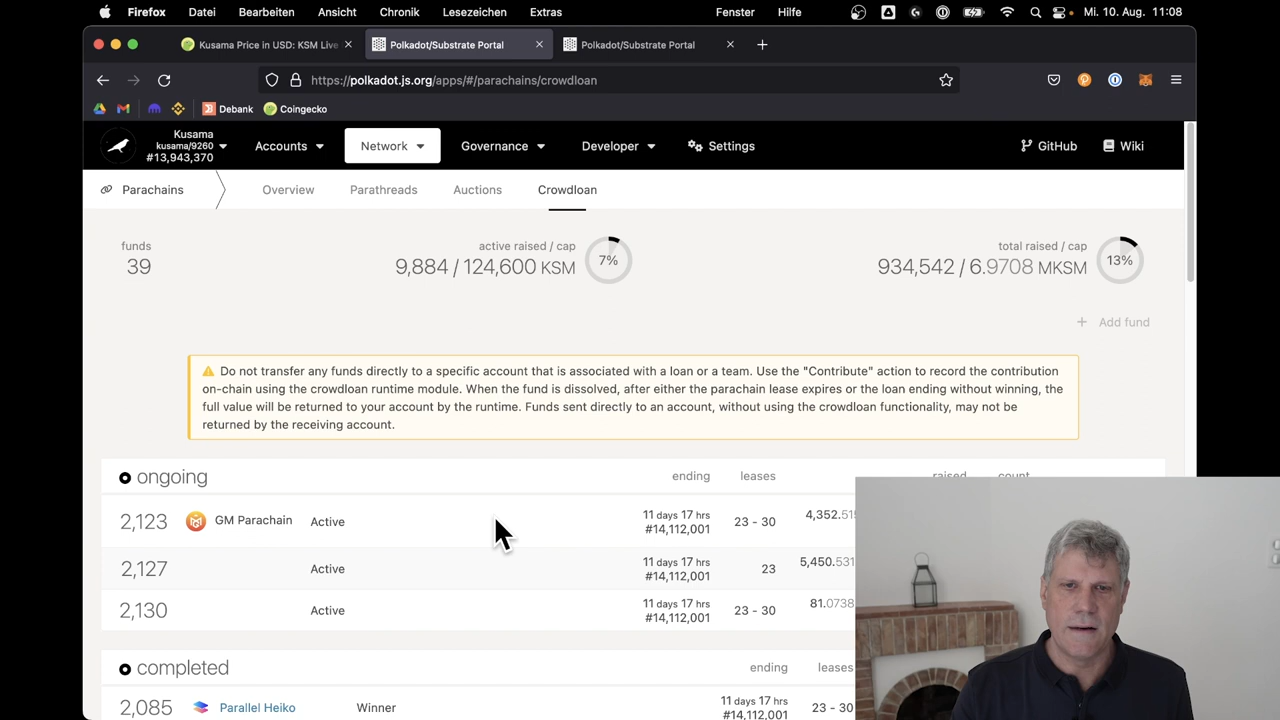 Firefox Datei Bearbeiten Ansicht Chronik Lesezeichen Extras Fenster Hilfe Mi. 10. Aug. 11:08
Kusama Price in USD: KSM Live Polkadot/Substrate Portal Polkadot/Substrate Portal
https://polkadot.js.org/apps/#/parachains/crowdloan
Debank Coingecko
Kusama
kusama/9260
#13,943,370
Accounts Network Governance Developer Settings GitHub Wiki
Parachains Overview Parathreads Auctions Crowdloan
funds
39
active raised / cap
9,884 / 124,600 KSM
7%
total raised / cap
934,542 / 6.9708 MKSM
13%
+ Add fund
Do not transfer any funds directly to a specific account that is associated with a loan or a team. Use the "Contribute" action to record the contribution
on-chain using the crowdloan runtime module. When the fund is dissolved, after either the parachain lease expires or the loan ending without winning, the
full value will be returned to your account by the runtime. Funds sent directly to an account, without using the crowdloan functionality, may not be
returned by the receiving account.
ongoing ending leases raised count
2,123 GM Parachain Active 11 days 17 hrs 23 - 30 4,352.515
#14,112,001
2,127 Active 11 days 17 hrs 23 5,450.531
#14,112,001
2,130 Active 11 days 17 hrs 23 - 30 81.0738
#14,112,001
completed ending leases
2,085 Parallel Heiko Winner 11 days 17 hrs 23 - 30
#14,112,001